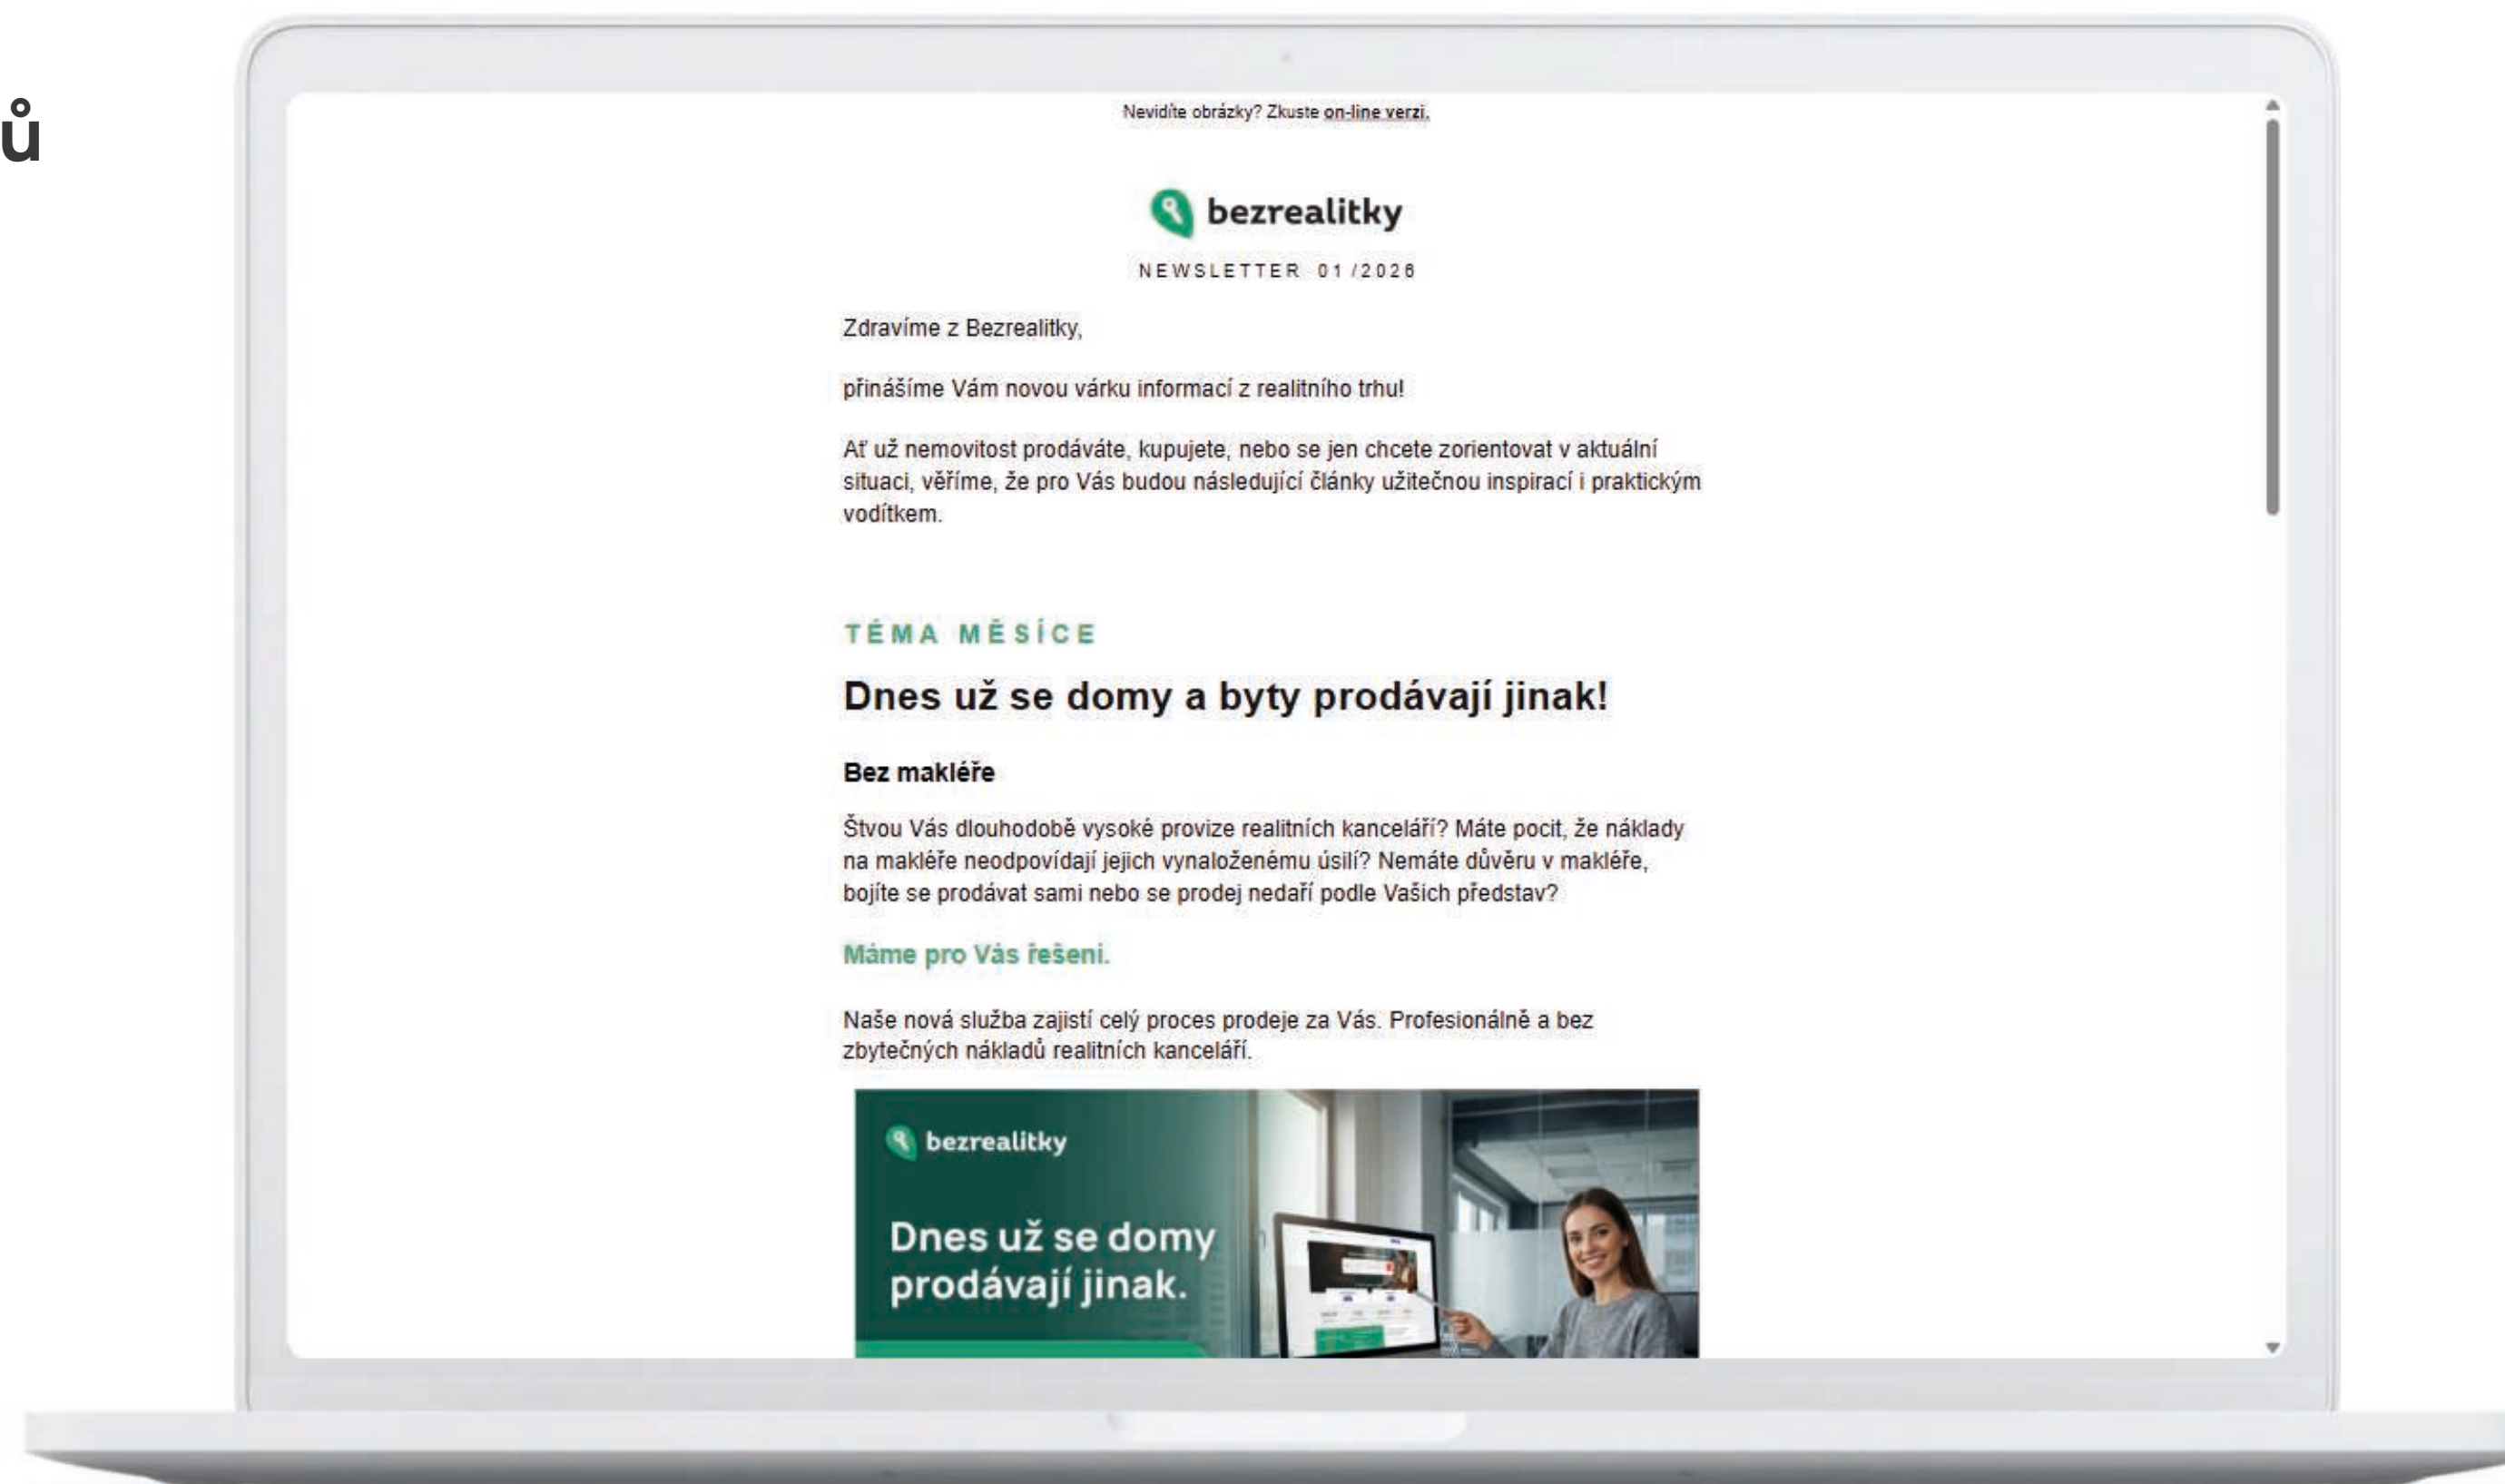 ů
Nevidíte obrázky? Zkuste on-line verzi.
bezrealitky
NEWSLETTER 01/2026
Zdravíme z Bezrealitky,
přinášíme Vám novou várku informací z realitního trhu!
Ať už nemovitost prodáváte, kupujete, nebo se jen chcete zorientovat v aktuální
situaci, věříme, že pro Vás budou následující články užitečnou inspirací i praktickým
vodítkem.
TÉMA MĚSÍCE
Dnes už se domy a byty prodávají jinak!
Bez makléře
Štvou Vás dlouhodobě vysoké provize realitních kanceláří? Máte pocit, že náklady
na makléře neodpovídají jejich vynaloženému úsilí? Nemáte důvěru v makléře,
bojíte se prodávat sami nebo se prodej nedaří podle Vašich představ?
Máme pro Vás řešení.
Naše nová služba zajistí celý proces prodeje za Vás. Profesionálně a bez
zbytečných nákladů realitních kanceláří.
bezrealitky
Dnes už se domy
prodávají jinak.